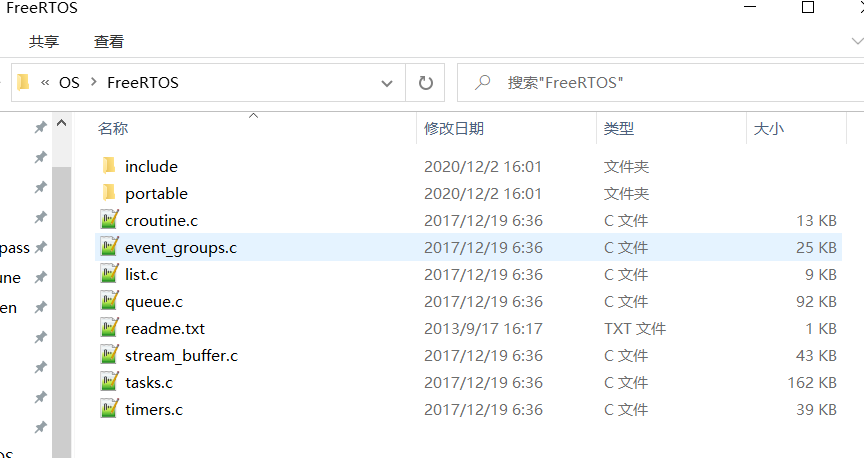 FreeRTOS
共享 查看
« OS > FreeRTOS 搜索"FreeRTOS"
名称 修改日期 类型 大小
include 2020/12/2 16:01 文件夹
portable 2020/12/2 16:01 文件夹
croutine.c 2017/12/19 6:36 C 文件 13 KB
pass event_groups.c 2017/12/19 6:36 C 文件 25 KB
une list.c 2017/12/19 6:36 C 文件 9 KB
en queue.c 2017/12/19 6:36 C 文件 92 KB
readme.txt 2013/9/17 16:17 TXT 文件 1 KB
stream_buffer.c 2017/12/19 6:36 C 文件 43 KB
tasks.c 2017/12/19 6:36 C 文件 162 KB
timers.c 2017/12/19 6:36 C 文件 39 KB